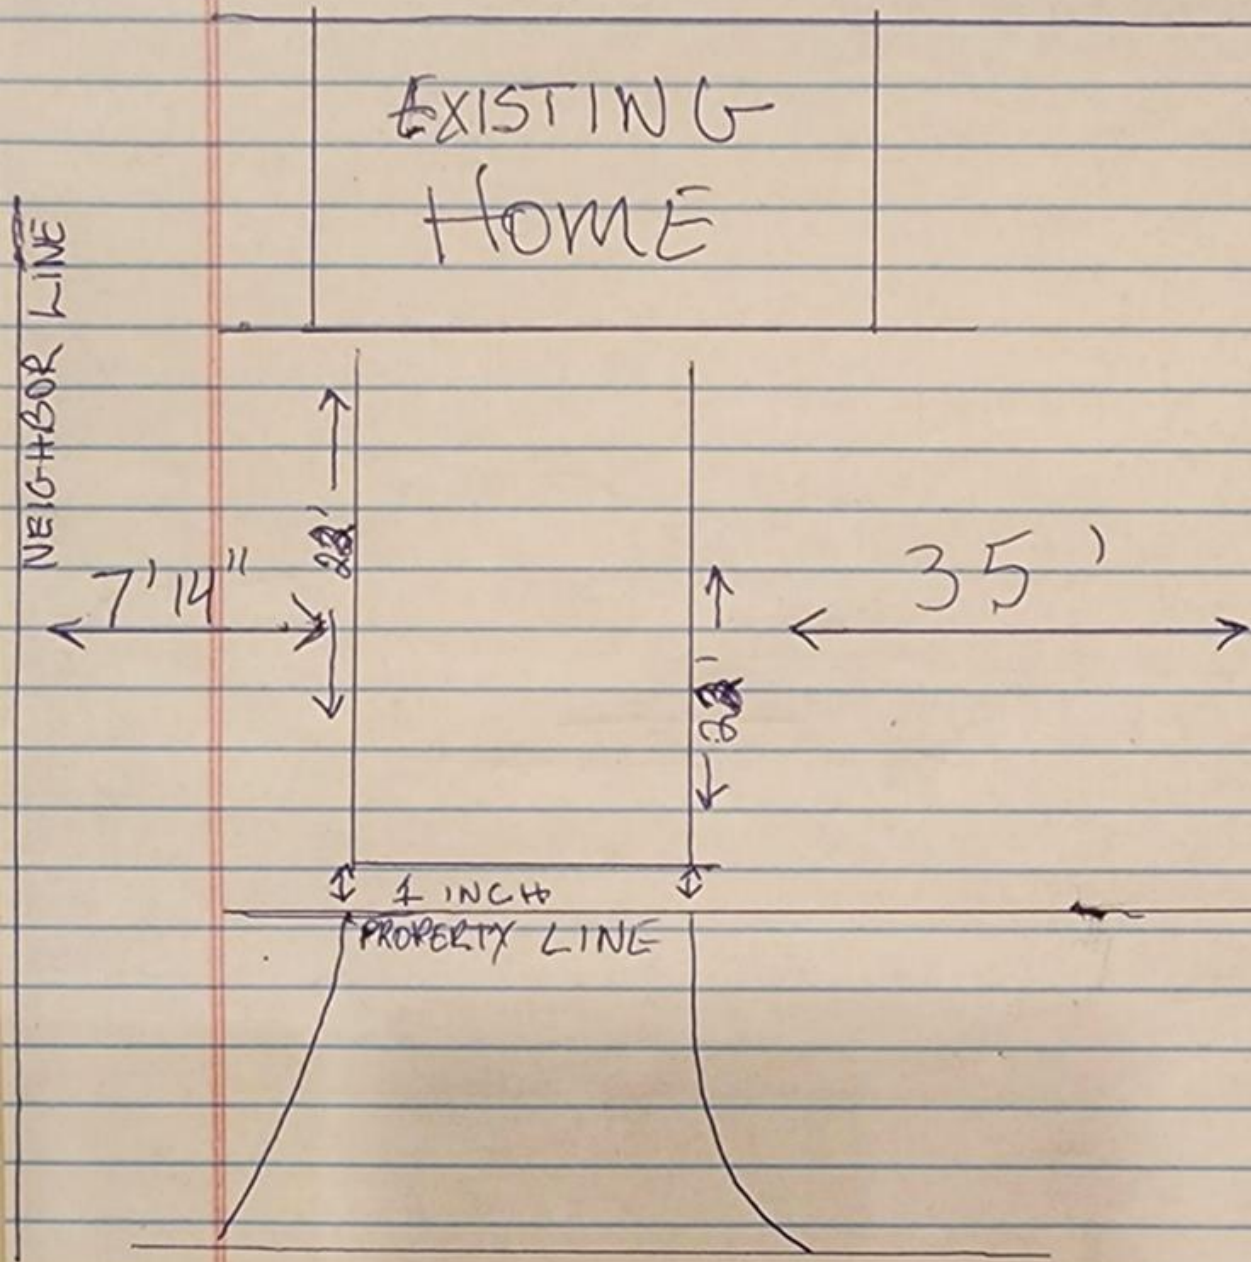 EXISTING
HOME
NEIGHBOR LINE
7'14"
35'
1 INCH
PROPERTY LINE